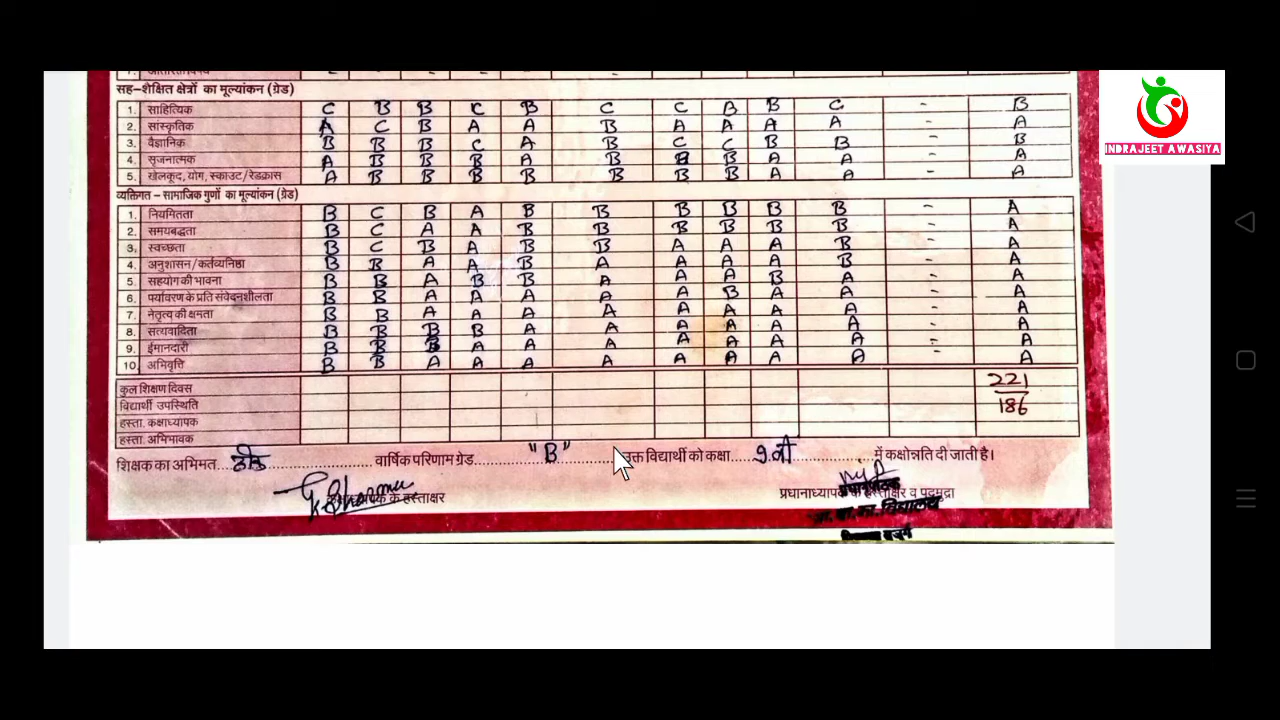 सह–शैक्षित क्षेत्रों का मूल्यांकन (ग्रेड)
1. साहित्यिक C B B C B C C B B C - B
2. सांस्कृतिक A C B A A B A A A A - A
3. वैज्ञानिक B B B C A B C C B B - B
4. सृजनात्मक A B B B A B B B A A - A
5. खेलकूद, योग, स्काउट/रेडक्रास A B B B B B B B A A - A
व्यक्तिगत – सामाजिक गुणों का मूल्यांकन (ग्रेड)
1. नियमितता B C B A B B B B B B - A
2. समयबद्धता B C A A B B B B B B - A
3. स्वच्छता B C B A B B A A A B - A
4. अनुशासन/कर्तव्यनिष्ठा B B A A B A A A A B - A
5. सहयोग की भावना B B A B B A A A B A - A
6. पर्यावरण के प्रति संवेदनशीलता B B A A A A A B A A - A
7. नेतृत्व की क्षमता B B A A A A A A A A - A
8. सत्यवादिता B B B B A A A A A A - A
9. ईमानदारी B B B A A A A A A A - A
10. अभिवृत्ति B B A A A A A A A A - A
कुल शिक्षण दिवस 221
विद्यार्थी उपस्थिति 186
हस्ता. कक्षाध्यापक
हस्ता. अभिभावक
शिक्षक का अभिमत.. ठीक ..वार्षिक परिणाम ग्रेड.. "B" ..क्त विद्यार्थी को कक्षा.. 9 वीं ..में कक्षोन्नति दी जाती है।
G Sharma के हस्ताक्षर
प्रधानाध्यापक के हस्ताक्षर व पदमुद्रा
विद्यालय
INDRAJEET AWASIYA